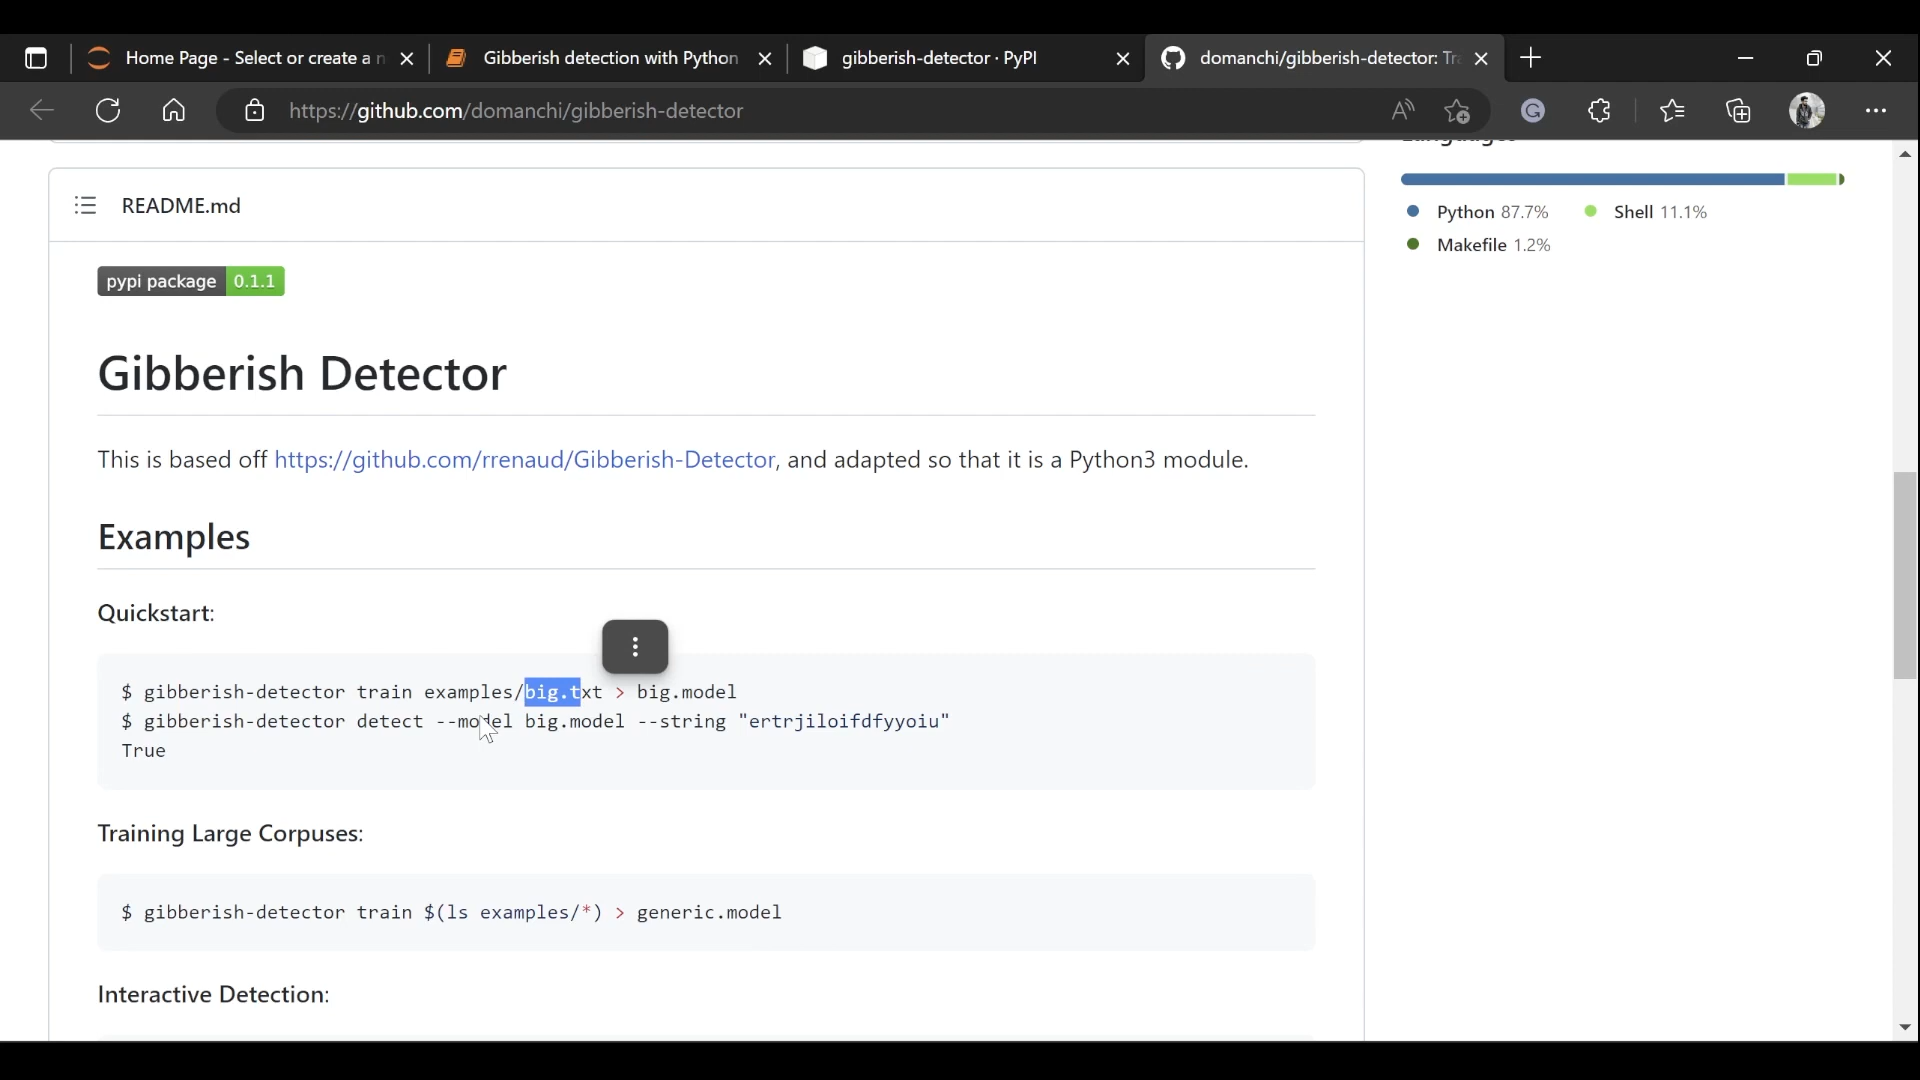 Home Page - Select or create a n
Gibberish detection with Python
gibberish-detector · PyPI
domanchi/gibberish-detector: Tra
https://github.com/domanchi/gibberish-detector
Languages
README.md
Python 87.7%
Shell 11.1%
Makefile 1.2%
pypi package 0.1.1
Gibberish Detector
This is based off https://github.com/rrenaud/Gibberish-Detector, and adapted so that it is a Python3 module.
Examples
Quickstart:
$ gibberish-detector train examples/big.txt > big.model
$ gibberish-detector detect --model big.model --string "ertrjiloifdfyyoiu"
True
Training Large Corpuses:
$ gibberish-detector train $(ls examples/*) > generic.model
Interactive Detection: